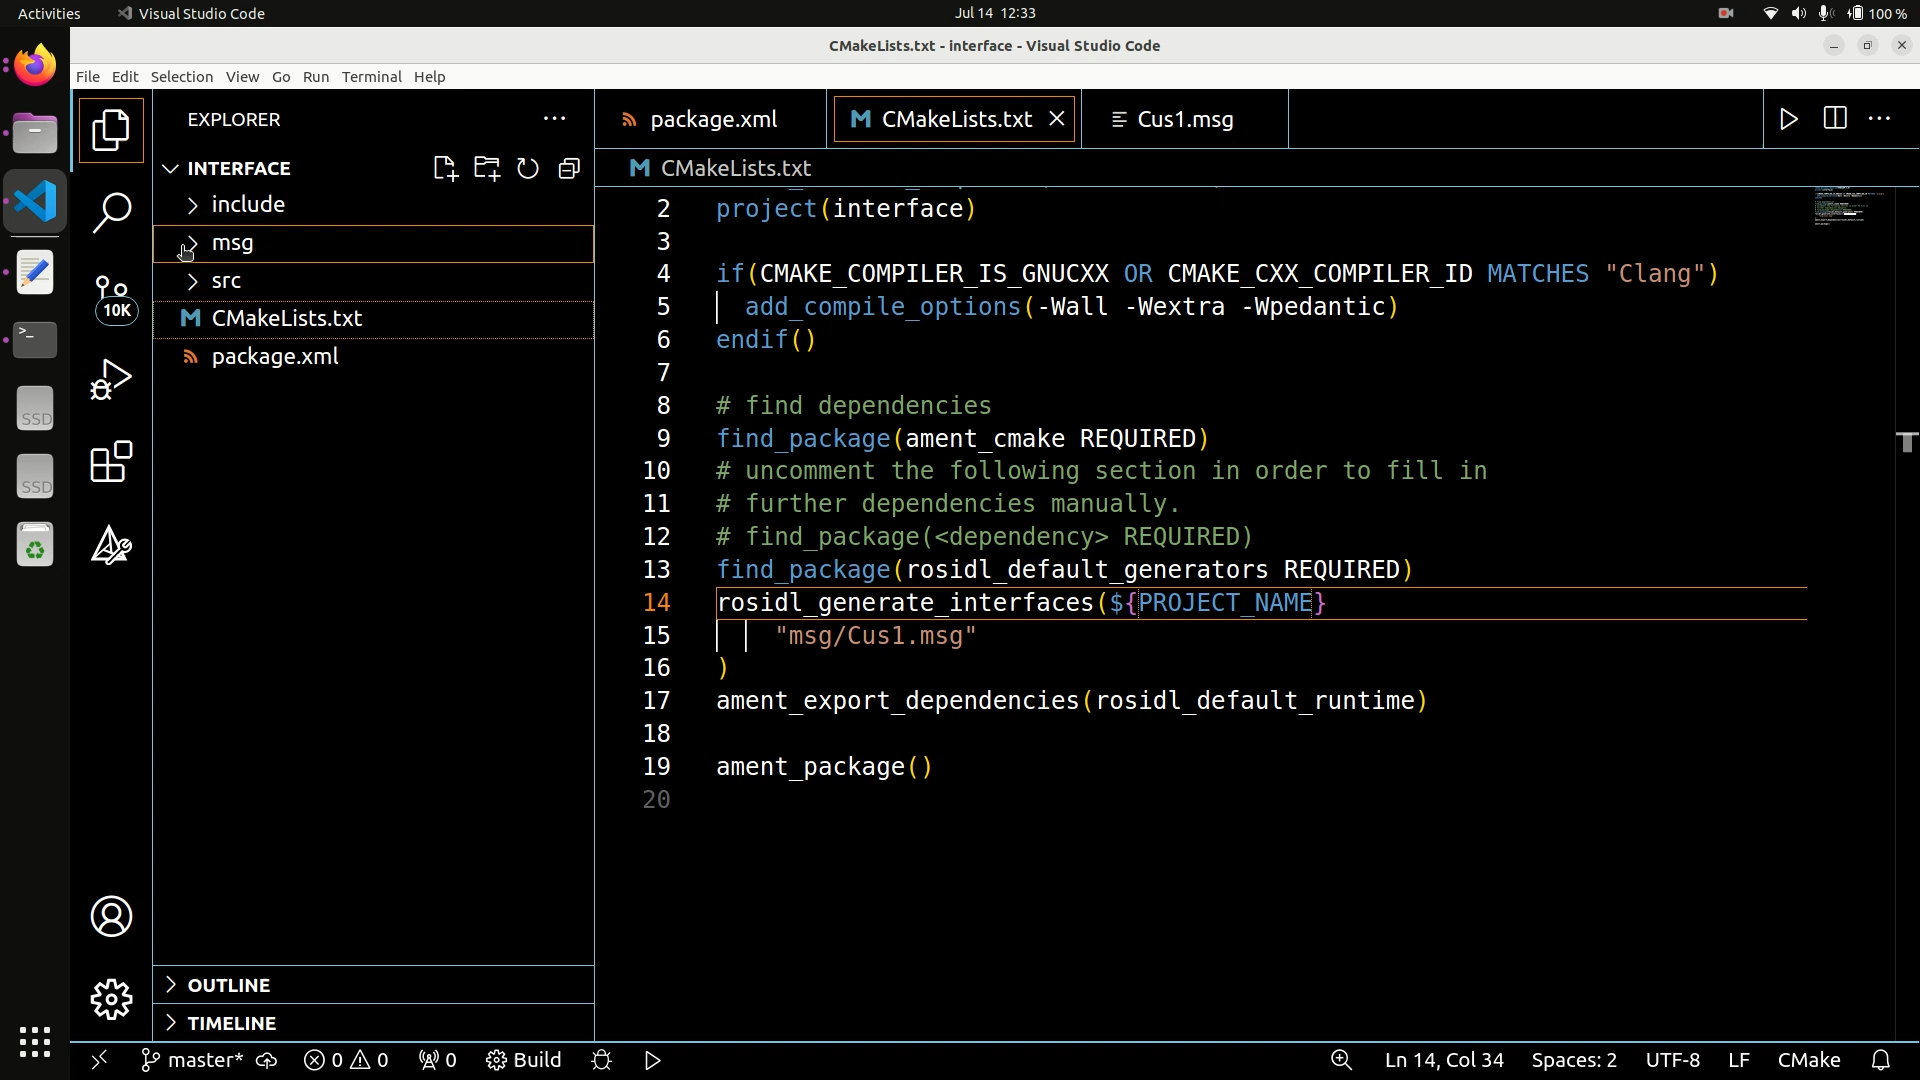 Activities
Visual Studio Code
Jul 14 12:33
100 %
CMakeLists.txt - interface - Visual Studio Code
File Edit Selection View Go Run Terminal Help
EXPLORER
package.xml
CMakeLists.txt
Cus1.msg
INTERFACE
CMakeLists.txt
include
msg
src
CMakeLists.txt
package.xml
10K
SSD
SSD
2 project(interface)
3
4 if(CMAKE_COMPILER_IS_GNUCXX OR CMAKE_CXX_COMPILER_ID MATCHES "Clang")
5 add_compile_options(-Wall -Wextra -Wpedantic)
6 endif()
7
8 # find dependencies
9 find_package(ament_cmake REQUIRED)
10 # uncomment the following section in order to fill in
11 # further dependencies manually.
12 # find_package(<dependency> REQUIRED)
13 find_package(rosidl_default_generators REQUIRED)
14 rosidl_generate_interfaces(${PROJECT_NAME}
15 "msg/Cus1.msg"
16 )
17 ament_export_dependencies(rosidl_default_runtime)
18
19 ament_package()
20
OUTLINE
TIMELINE
master* 0 0 0 Build Ln 14, Col 34 Spaces: 2 UTF-8 LF CMake